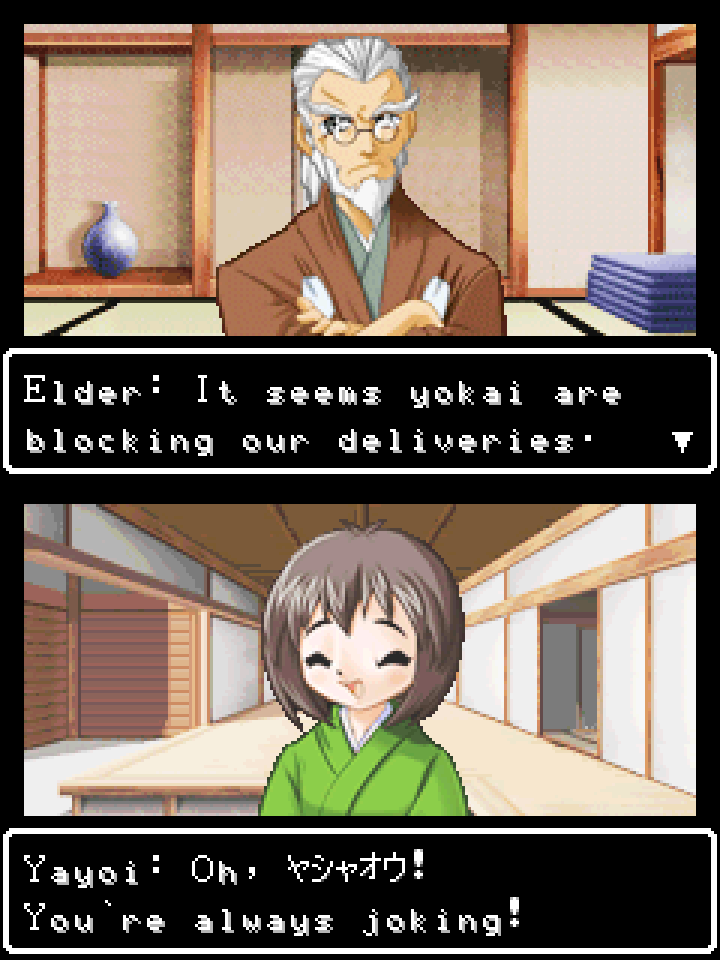 Elder: It seems yokai are
blocking our deliveries.
Yayoi: Oh, ヤシャオウ!
You`re always joking!